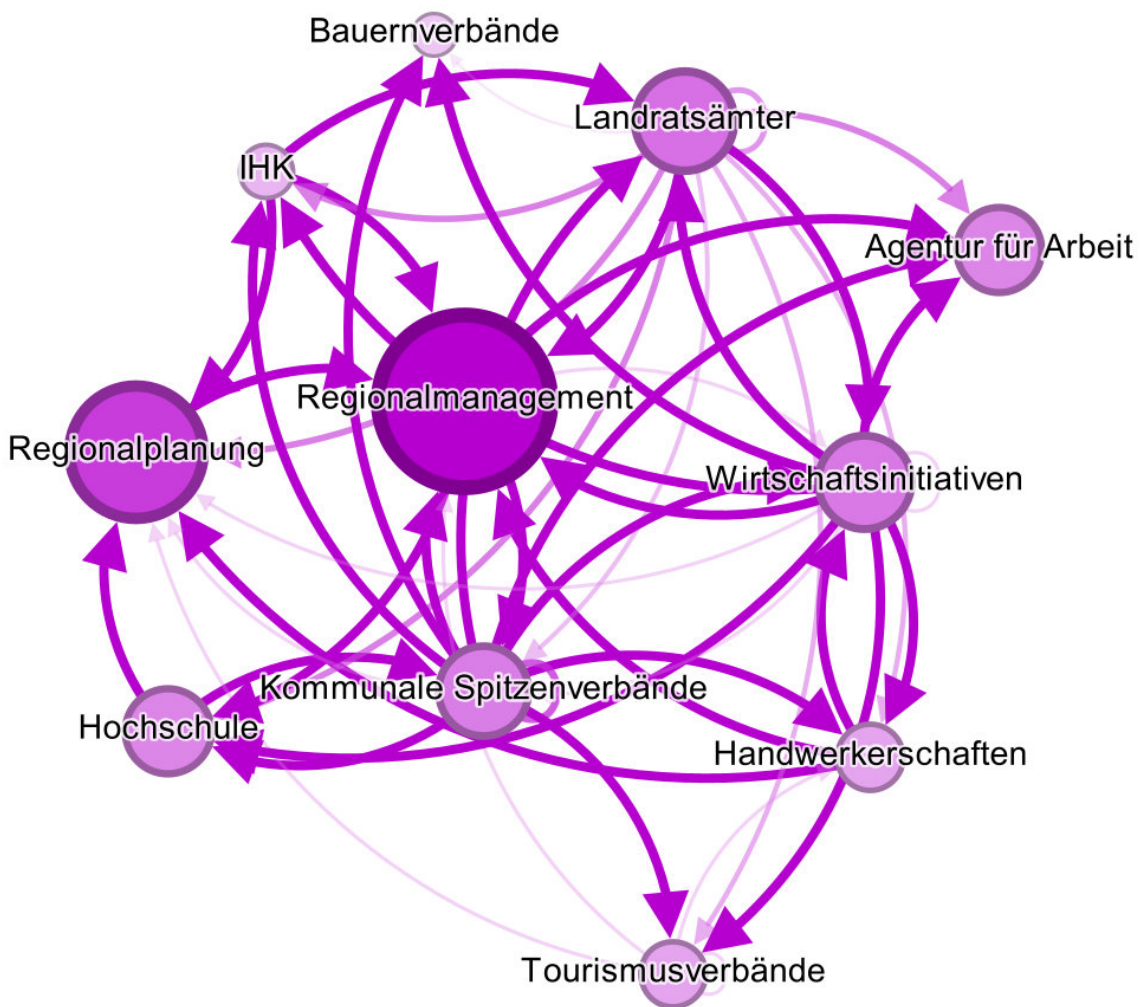 Bauernverbände
Landratsämter
IHK
Agentur für Arbeit
Regionalmanagement
Regionalplanung
Wirtschaftsinitiativen
Kommunale Spitzenverbände
Hochschule
Handwerkerschaften
Tourismusverbände